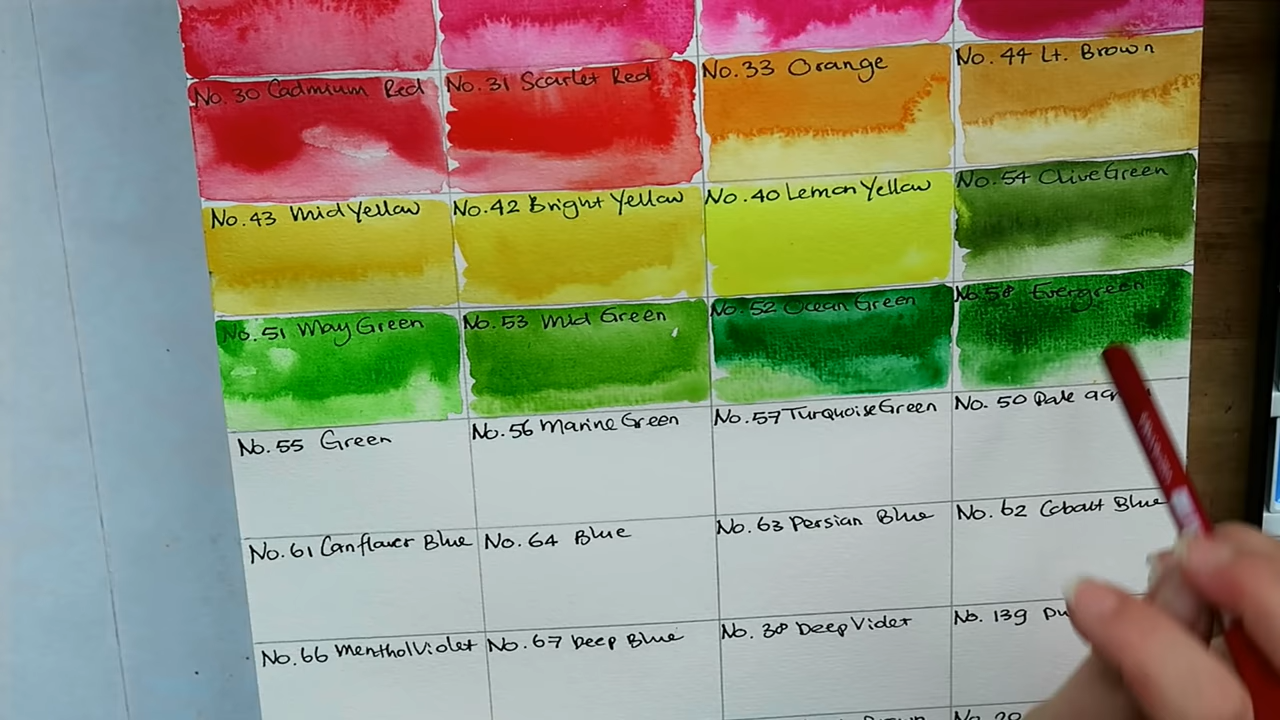 No. 30 Cadmium Red
No. 31 Scarlet Red
No. 33 Orange
No. 44 Lt. Brown
No. 43 Mid Yellow
No. 42 Bright Yellow
No. 40 Lemon Yellow
No. 54 Olive Green
No. 51 May Green
No. 53 Mid Green
No. 52 Ocean Green
No. 58 Evergreen
No. 55 Green
No. 56 Marine Green
No. 57 Turquoise Green
No. 50 Pale
No. 61 Cornflower Blue
No. 64 Blue
No. 63 Persian Blue
No. 62 Cobalt Blue
No. 66 Menthol Violet
No. 67 Deep Blue
No. 38 Deep Violet
No. 139